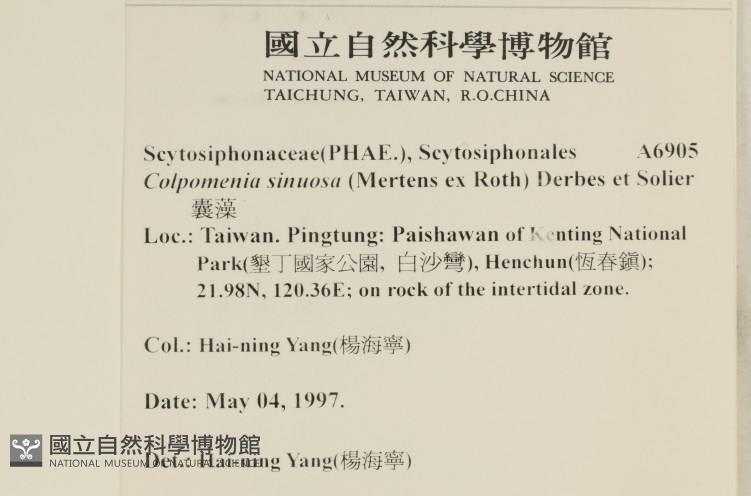 國立自然科學博物館
NATIONAL MUSEUM OF NATURAL SCIENCE
TAICHUNG, TAIWAN, R.O.CHINA
Scytosiphonaceae(PHAE.), Scytosiphonales A6905
Colpomenia sinuosa (Mertens ex Roth) Derbes et Solier
囊藻
Loc.: Taiwan. Pingtung: Paishawan of Kenting National
Park(墾丁國家公園, 白沙彎), Henchun(恆春鎮);
21.98N, 120.36E; on rock of the intertidal zone.
Col.: Hai-ning Yang(楊海寧)
Date: May 04, 1997.
Det.: Hai-ning Yang(楊海寧)
國立自然科學博物館
NATIONAL MUSEUM OF NATURAL SCIENCE